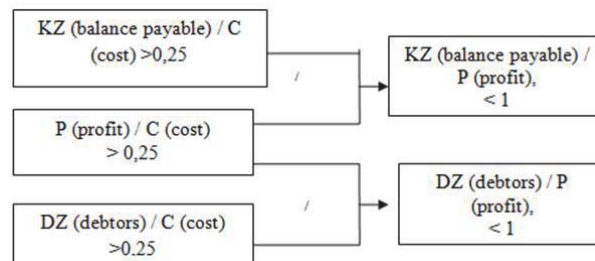 KZ (balance payable) / C
(cost) >0,25
/
KZ (balance payable) /
P (profit),
< 1
P (profit) / C (cost)
> 0,25
/
DZ (debtors) / P
(profit),
< 1
DZ (debtors) / C (cost)
>0.25